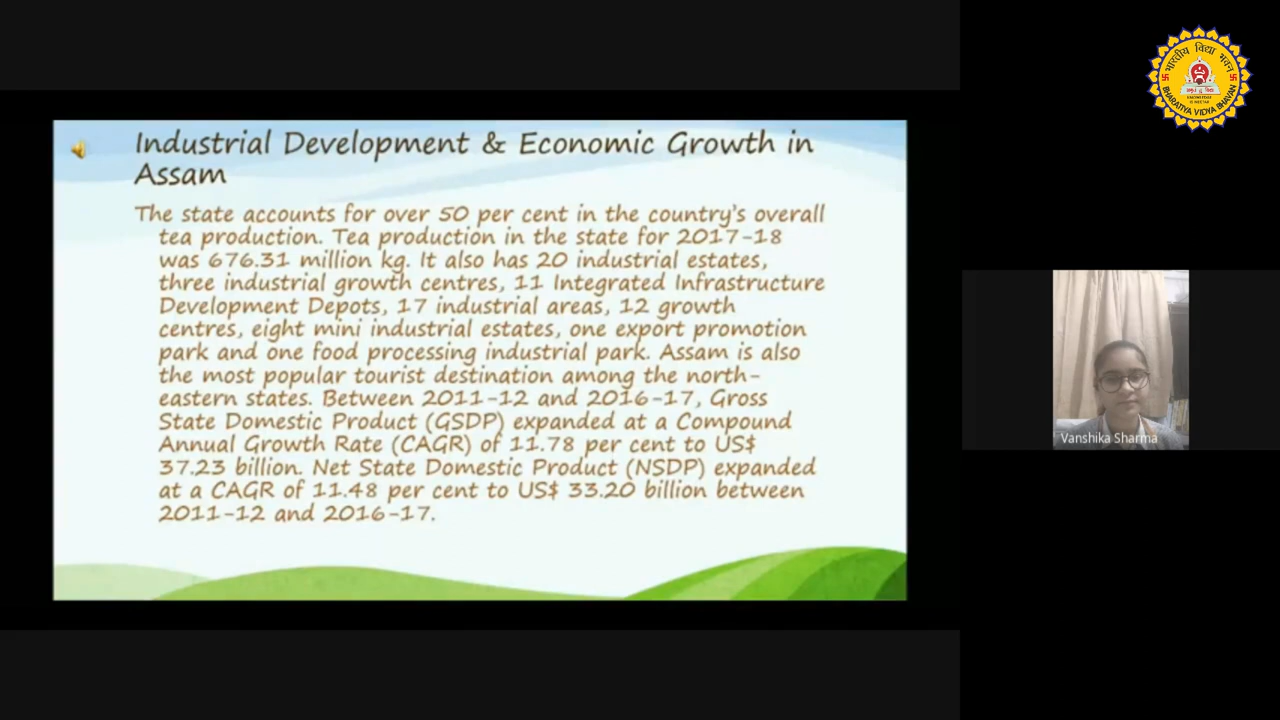 Industrial Development & Economic Growth in
Assam
The state accounts for over 50 per cent in the country's overall
tea production. Tea production in the state for 2017-18
was 676.31 million kg. It also has 20 industrial estates,
three industrial growth centres, 11 Integrated Infrastructure
Development Depots, 17 industrial areas, 12 growth
centres, eight mini industrial estates, one export promotion
park and one food processing industrial park. Assam is also
the most popular tourist destination among the north-
eastern states. Between 2011-12 and 2016-17, Gross
State Domestic Product (GSDP) expanded at a Compound
Annual Growth Rate (CAGR) of 11.78 per cent to US$
37.23 billion. Net State Domestic Product (NSDP) expanded
at a CAGR of 11.48 per cent to US$ 33.20 billion between
2011-12 and 2016-17.
भारतीय विद्या भवन
BHARATIYA VIDYA BHAVAN
Vanshika Sharma